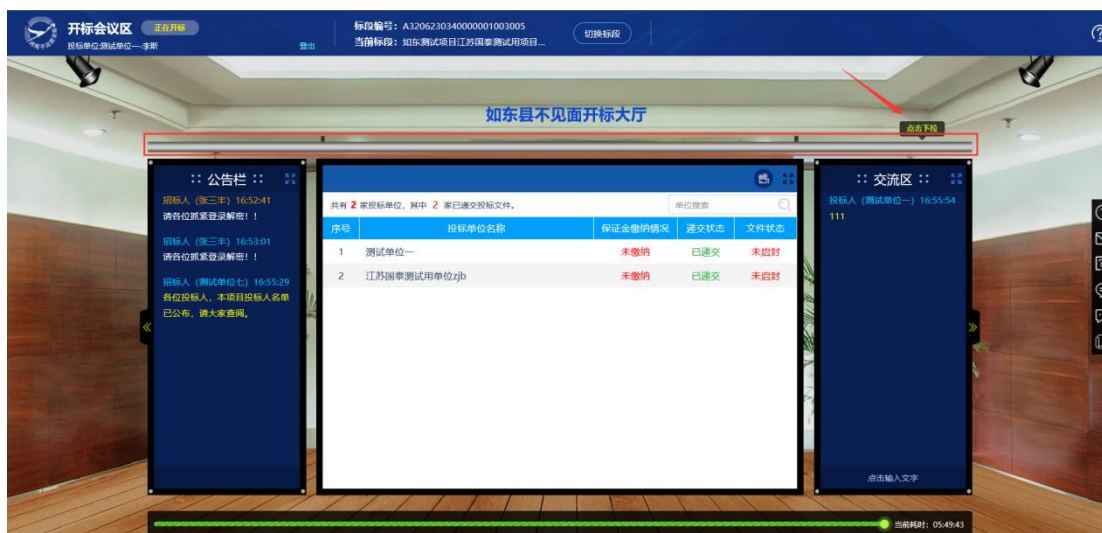 开标会议区 正在开标
投标单位:测试单位一-李斯 登出
标段编号：A3206230340000001003005
当前标段：如东测试项目江苏国泰测试用项目...
切换标段
如东县不见面开标大厅
点击下拉
:: 公告栏 ::
招标人（张三丰）16:52:41
请各位抓紧登录解密！！
招标人（张三丰）16:53:01
请各位抓紧登录解密！！
招标人（测试单位七）16:55:29
各位投标人，本项目投标人名单
已公布，请大家查阅。
共有 2 家投标单位，其中 2 家已递交投标文件。 单位搜索
序号 投标单位名称 保证金缴纳情况 递交状态 文件状态
1 测试单位一 未缴纳 已递交 未启封
2 江苏国泰测试用单位zjb 未缴纳 已递交 未启封
:: 交流区 ::
投标人（测试单位一）16:55:54
111
点击输入文字
当前耗时：05:49:43